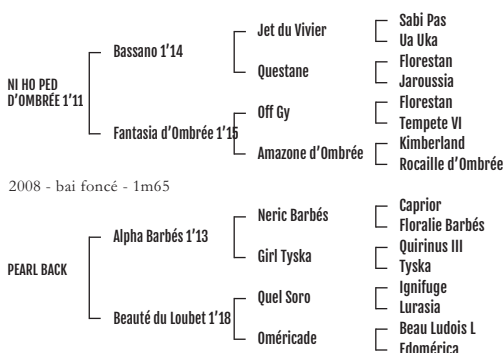 Sabi Pas
Jet du Vivier
Ua Uka
Bassano 1'14
Florestan
Questane
Jaroussia
NI HO PED
D'OMBRÉE 1'11
Florestan
Off Gy
Tempete VI
Fantasia d'Ombrée 1'15
Kimberland
Amazone d'Ombrée
Rocaille d'Ombrée
2008 - bai foncé - 1m65
Caprior
Neric Barbés
Floralie Barbés
Alpha Barbés 1'13
Quirinus III
Girl Tyska
Tyska
PEARL BACK
Ignifuge
Quel Soro
Lurasia
Beauté du Loubet 1'18
Beau Ludois L
Oméricade
Edomérica